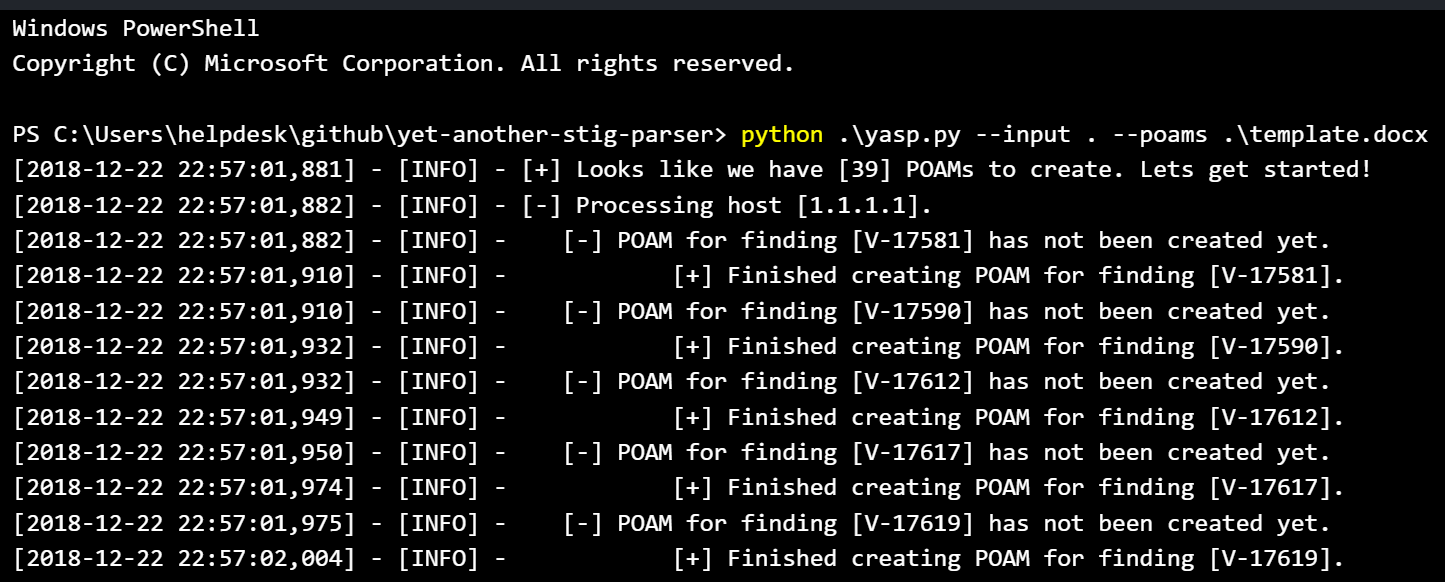 Windows PowerShell
Copyright (C) Microsoft Corporation. All rights reserved.
PS C:\Users\helpdesk\github\yet-another-stig-parser> python .\yasp.py --input . --poams .\template.docx
[2018-12-22 22:57:01,881] - [INFO] - [+] Looks like we have [39] POAMs to create. Lets get started!
[2018-12-22 22:57:01,882] - [INFO] - [-] Processing host [1.1.1.1].
[2018-12-22 22:57:01,882] - [INFO] -    [-] POAM for finding [V-17581] has not been created yet.
[2018-12-22 22:57:01,910] - [INFO] -            [+] Finished creating POAM for finding [V-17581].
[2018-12-22 22:57:01,910] - [INFO] -    [-] POAM for finding [V-17590] has not been created yet.
[2018-12-22 22:57:01,932] - [INFO] -            [+] Finished creating POAM for finding [V-17590].
[2018-12-22 22:57:01,932] - [INFO] -    [-] POAM for finding [V-17612] has not been created yet.
[2018-12-22 22:57:01,949] - [INFO] -            [+] Finished creating POAM for finding [V-17612].
[2018-12-22 22:57:01,950] - [INFO] -    [-] POAM for finding [V-17617] has not been created yet.
[2018-12-22 22:57:01,974] - [INFO] -            [+] Finished creating POAM for finding [V-17617].
[2018-12-22 22:57:01,975] - [INFO] -    [-] POAM for finding [V-17619] has not been created yet.
[2018-12-22 22:57:02,004] - [INFO] -            [+] Finished creating POAM for finding [V-17619].